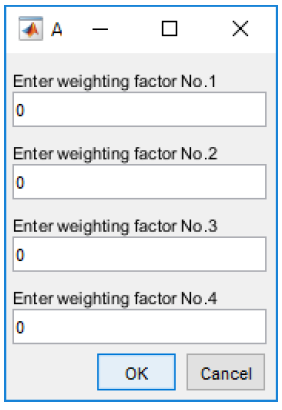 A
Enter weighting factor No.1
0
Enter weighting factor No.2
0
Enter weighting factor No.3
0
Enter weighting factor No.4
0
OK Cancel